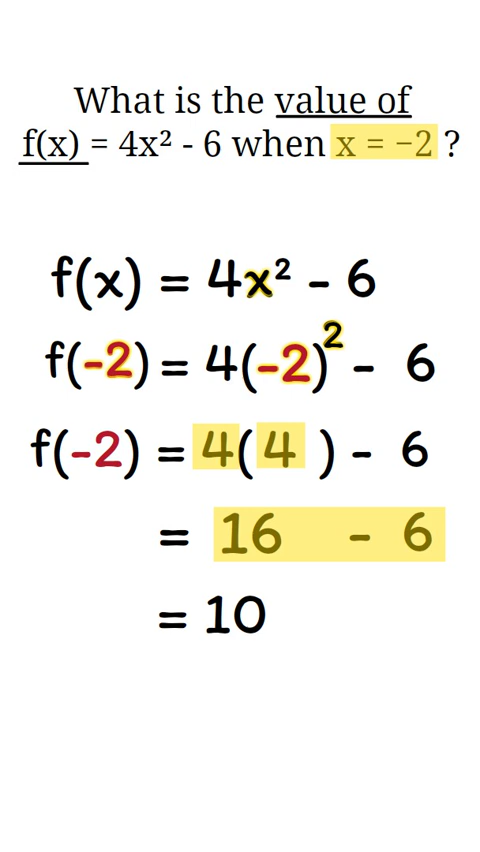 What is the value of
f(x) = 4x² - 6 when x = −2 ?
f(x) = 4x² - 6
f(-2) = 4(-2)² - 6
f(-2) = 4(4) - 6
= 16 - 6
= 10